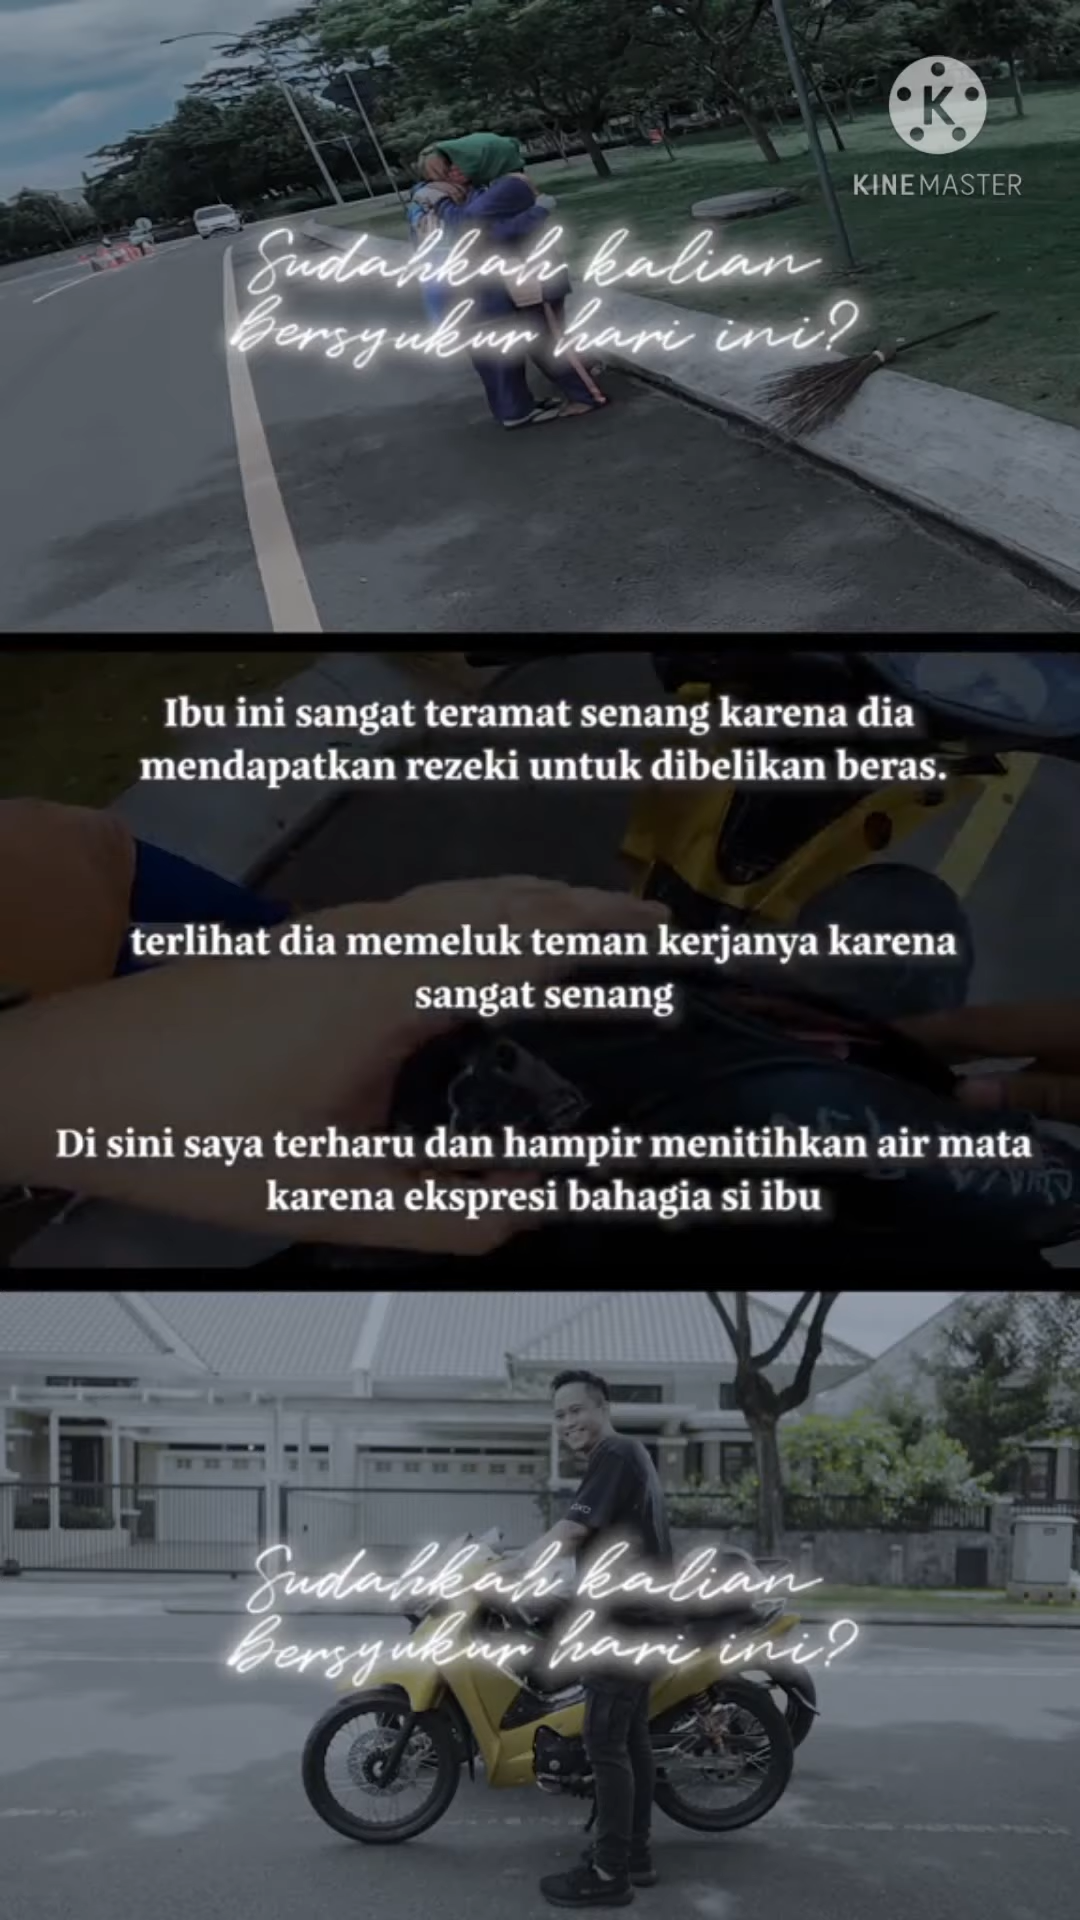 KINEMASTER
Sudahkah kalian
Bersyukur hari ini?
Ibu ini sangat teramat senang karena dia
mendapatkan rezeki untuk dibelikan beras.
terlihat dia memeluk teman kerjanya karena
sangat senang
Di sini saya terharu dan hampir menitihkan air mata
karena ekspresi bahagia si ibu
Sudahkah kalian
Bersyukur hari ini?